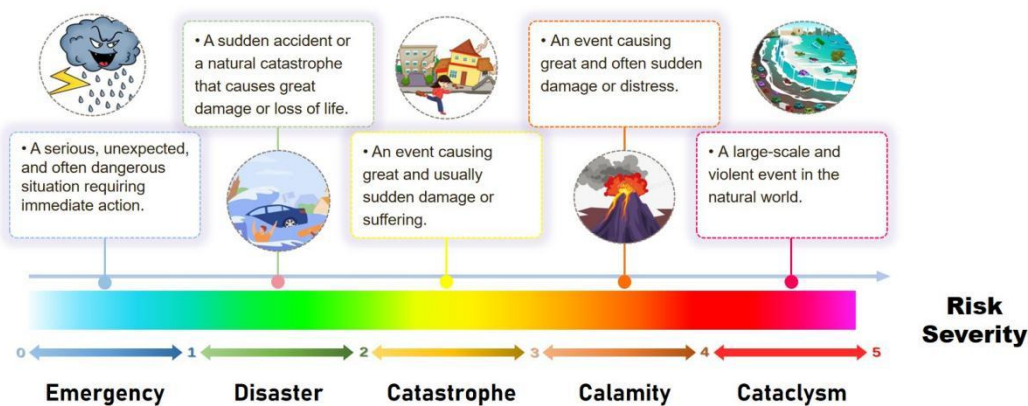 • A sudden accident or
a natural catastrophe
that causes great
damage or loss of life.
• An event causing
great and often sudden
damage or distress.
• A serious, unexpected,
and often dangerous
situation requiring
immediate action.
• An event causing
great and usually
sudden damage or
suffering.
• A large-scale and
violent event in the
natural world.
Risk
Severity
0 1 2 3 4 5
Emergency Disaster Catastrophe Calamity Cataclysm